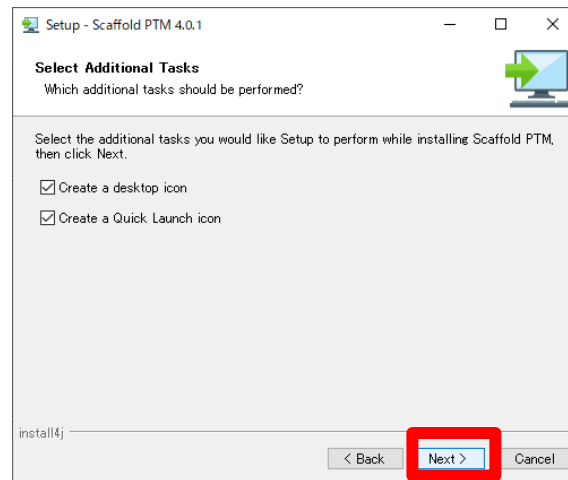 Setup - Scaffold PTM 4.0.1
Select Additional Tasks
Which additional tasks should be performed?
Select the additional tasks you would like Setup to perform while installing Scaffold PTM,
then click Next.
Create a desktop icon
Create a Quick Launch icon
install4j
< Back
Next >
Cancel